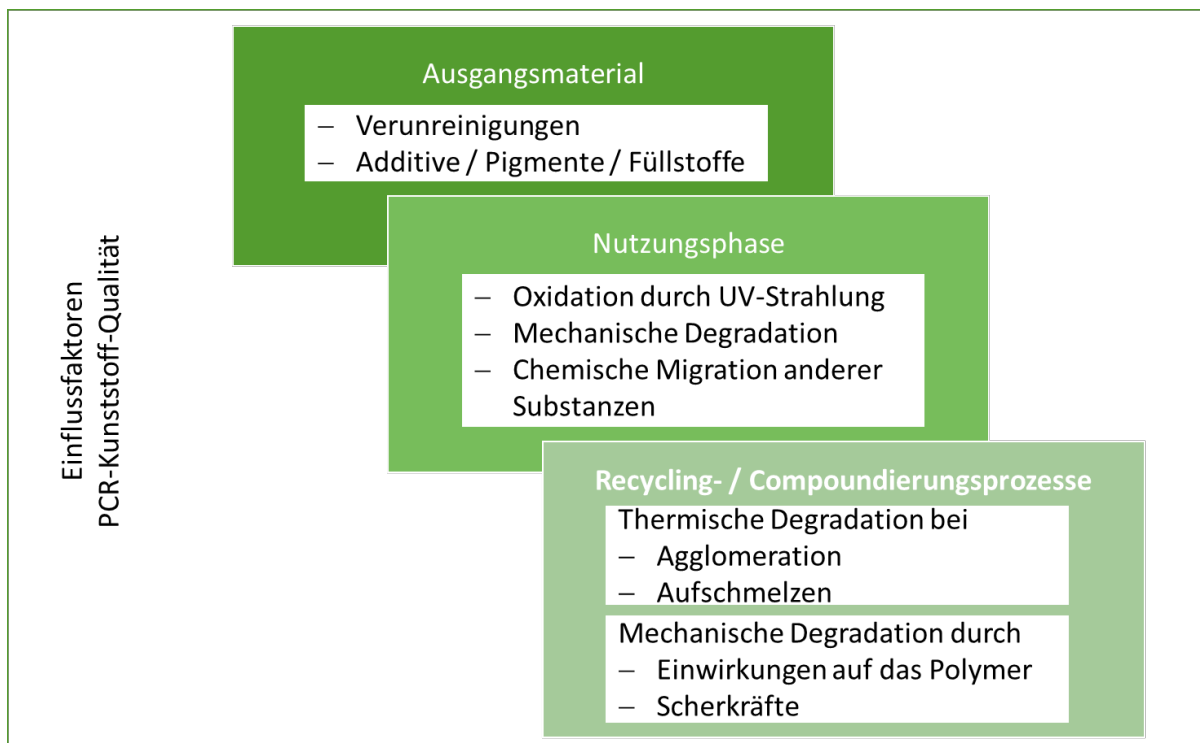 Einflussfaktoren
PCR-Kunststoff-Qualität
Ausgangsmaterial
– Verunreinigungen
– Additive / Pigmente / Füllstoffe
Nutzungsphase
– Oxidation durch UV-Strahlung
– Mechanische Degradation
– Chemische Migration anderer
Substanzen
Recycling- / Compoundierungsprozesse
Thermische Degradation bei
– Agglomeration
– Aufschmelzen
Mechanische Degradation durch
– Einwirkungen auf das Polymer
– Scherkräfte